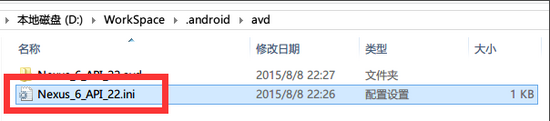 本地磁盘 (D:) ▸ WorkSpace ▸ .android ▸ avd
名称 修改日期 类型 大小
2015/8/8 22:27 文件夹
Nexus_6_API_22.ini 2015/8/8 22:26 配置设置 1 KB